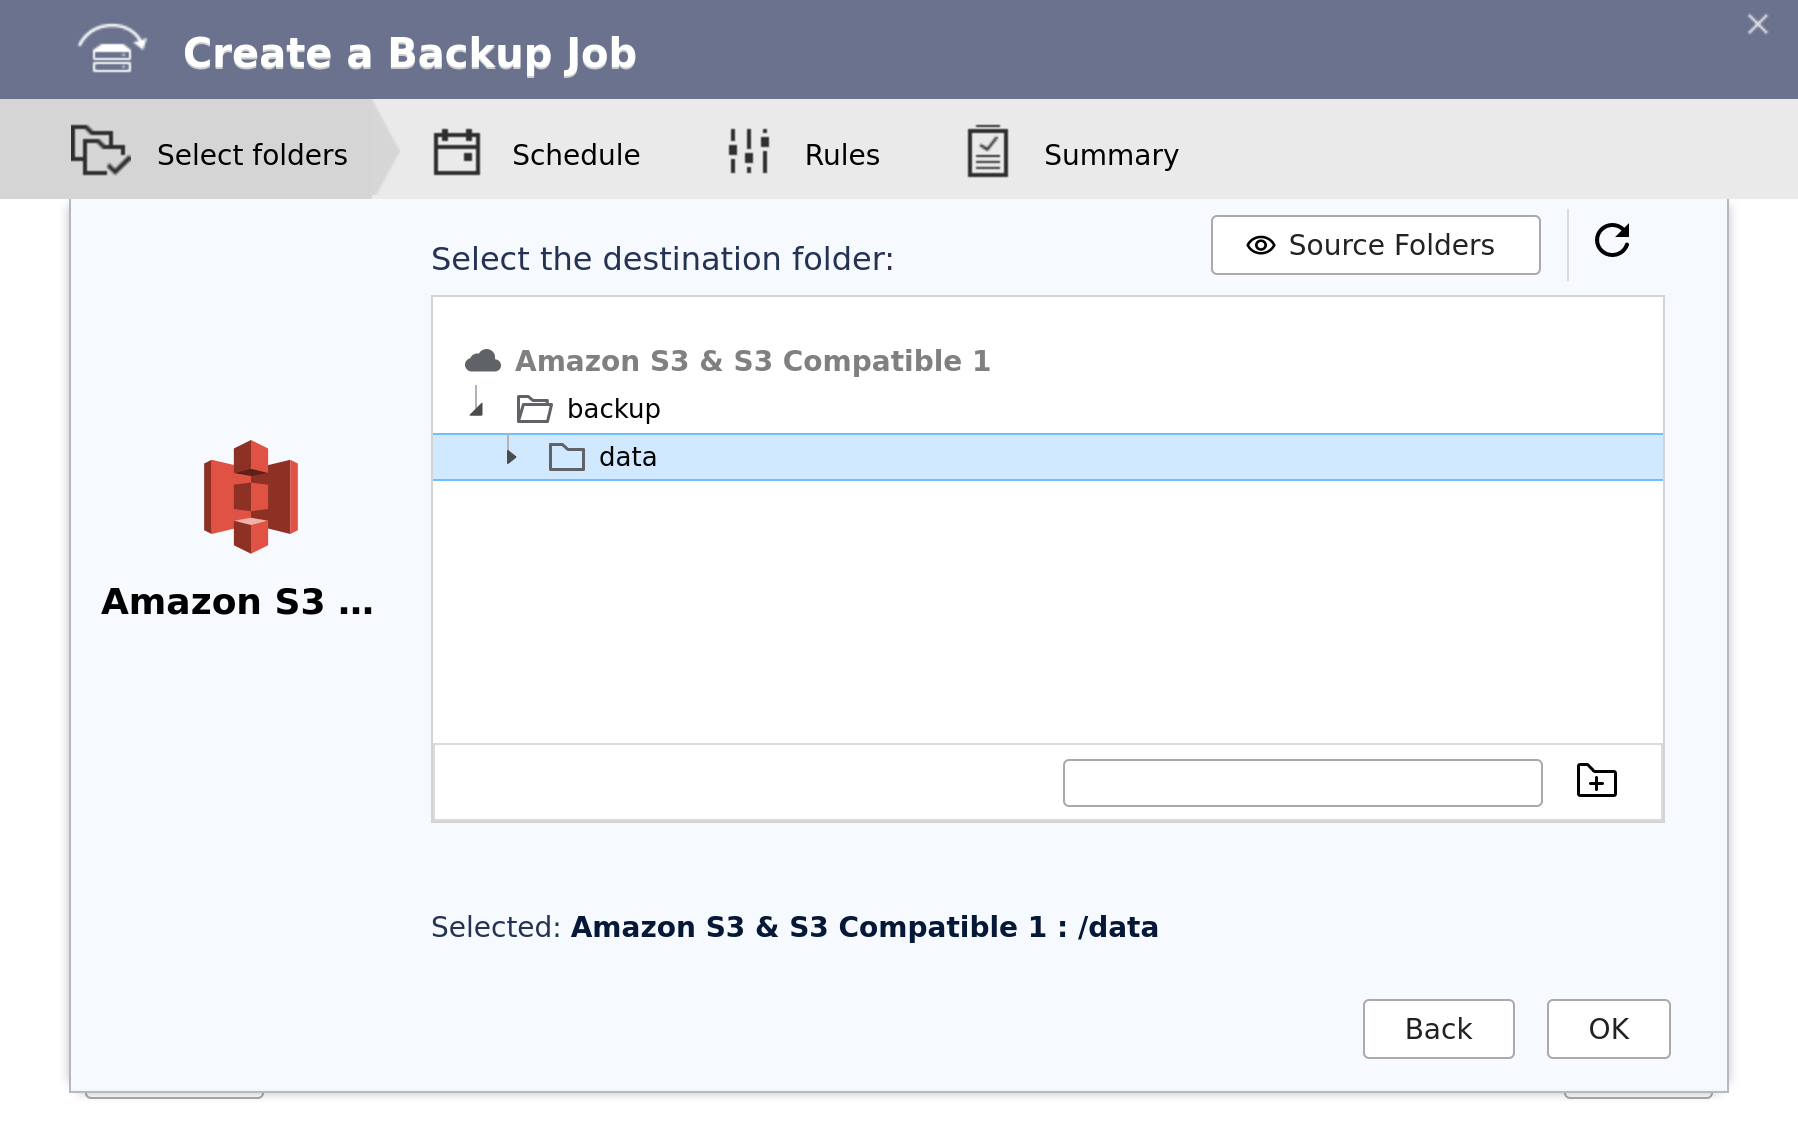 Create a Backup Job
Select folders
Schedule
Rules
Summary
Select the destination folder:
Source Folders
Amazon S3 & S3 Compatible 1
backup
data
Amazon S3 ...
Selected: Amazon S3 & S3 Compatible 1 : /data
Back
OK